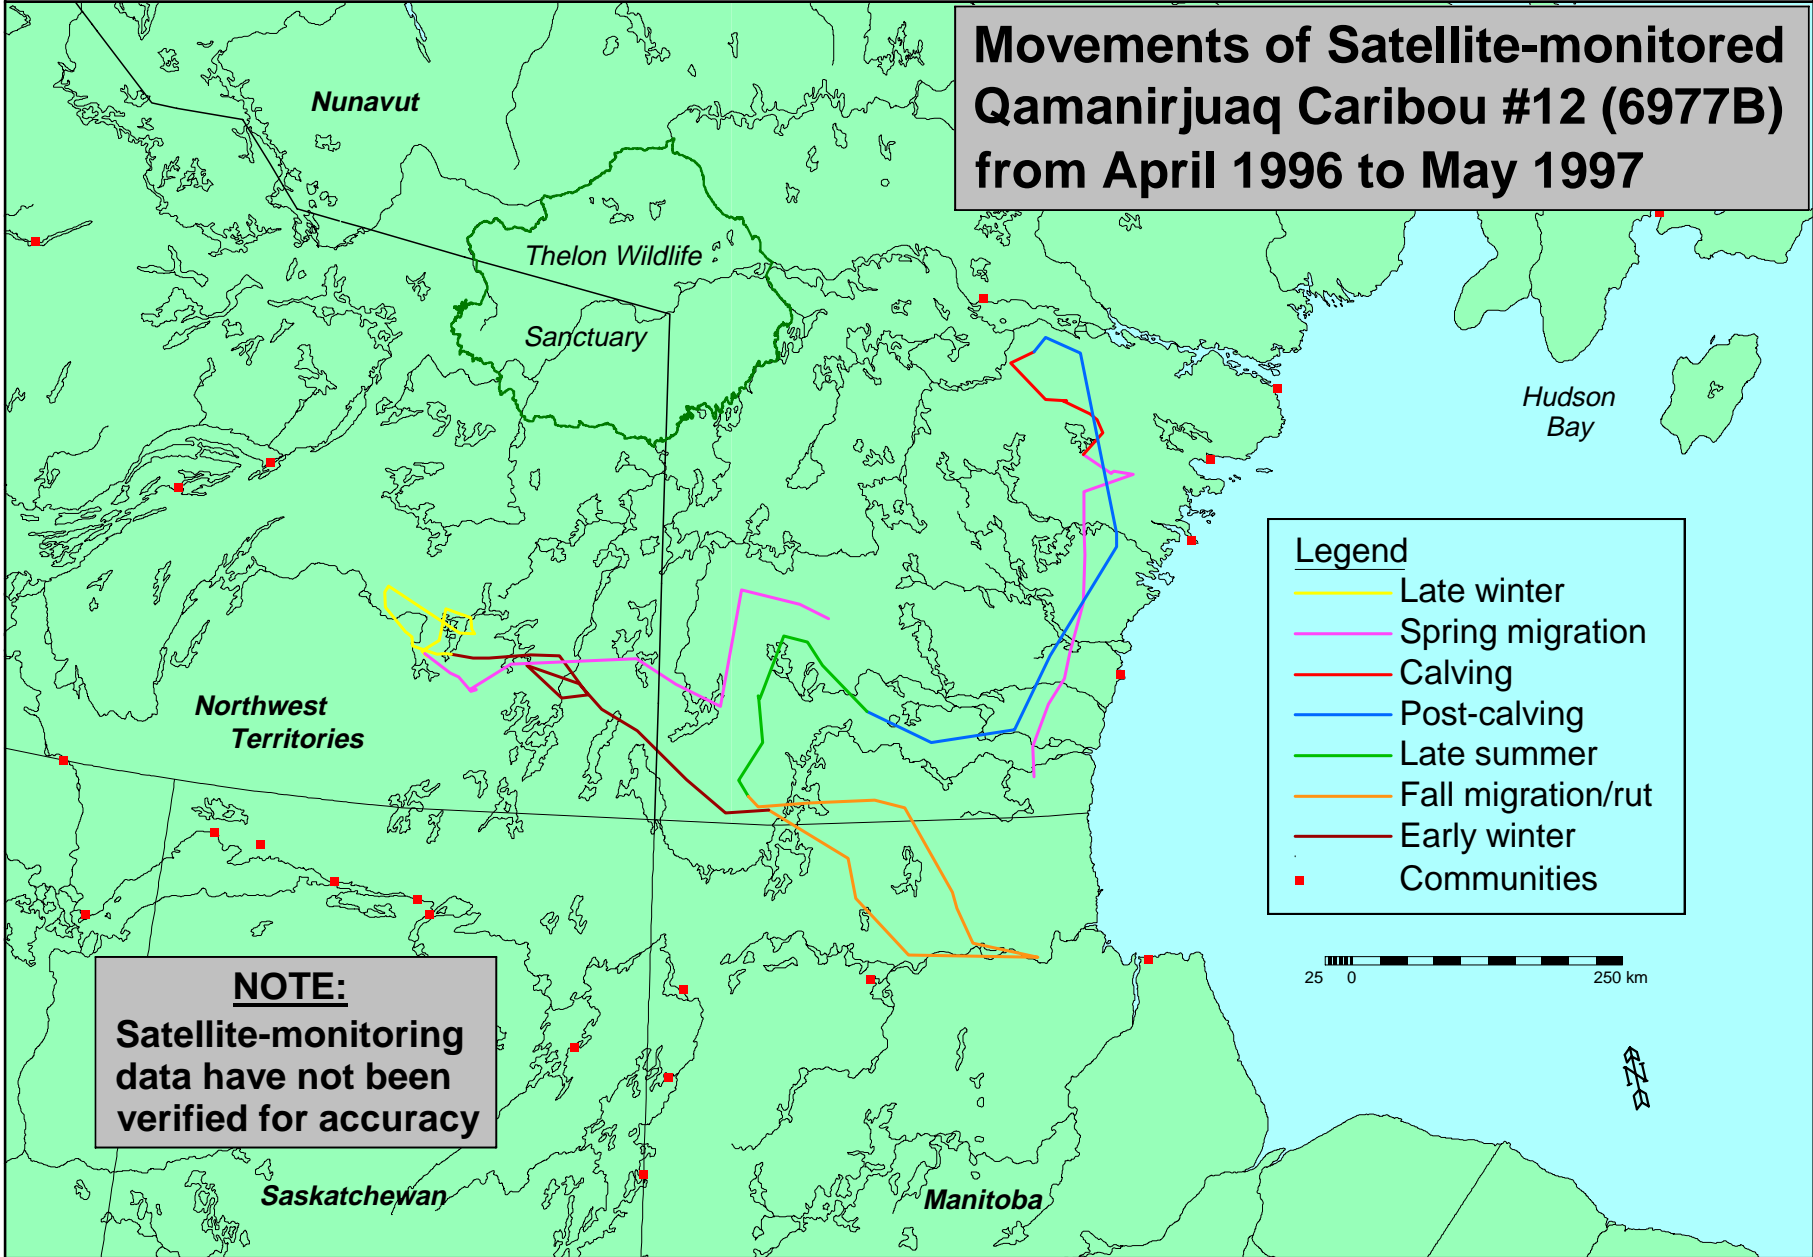 Movements of Satellite-monitored
Qamanirjuaq Caribou #12 (6977B)
from April 1996 to May 1997
Nunavut
Thelon Wildlife
Sanctuary
Hudson
Bay
Legend
Late winter
Spring migration
Calving
Post-calving
Late summer
Fall migration/rut
Early winter
Communities
Northwest
Territories
25 0 250 km
N
NOTE:
Satellite-monitoring
data have not been
verified for accuracy
Saskatchewan
Manitoba